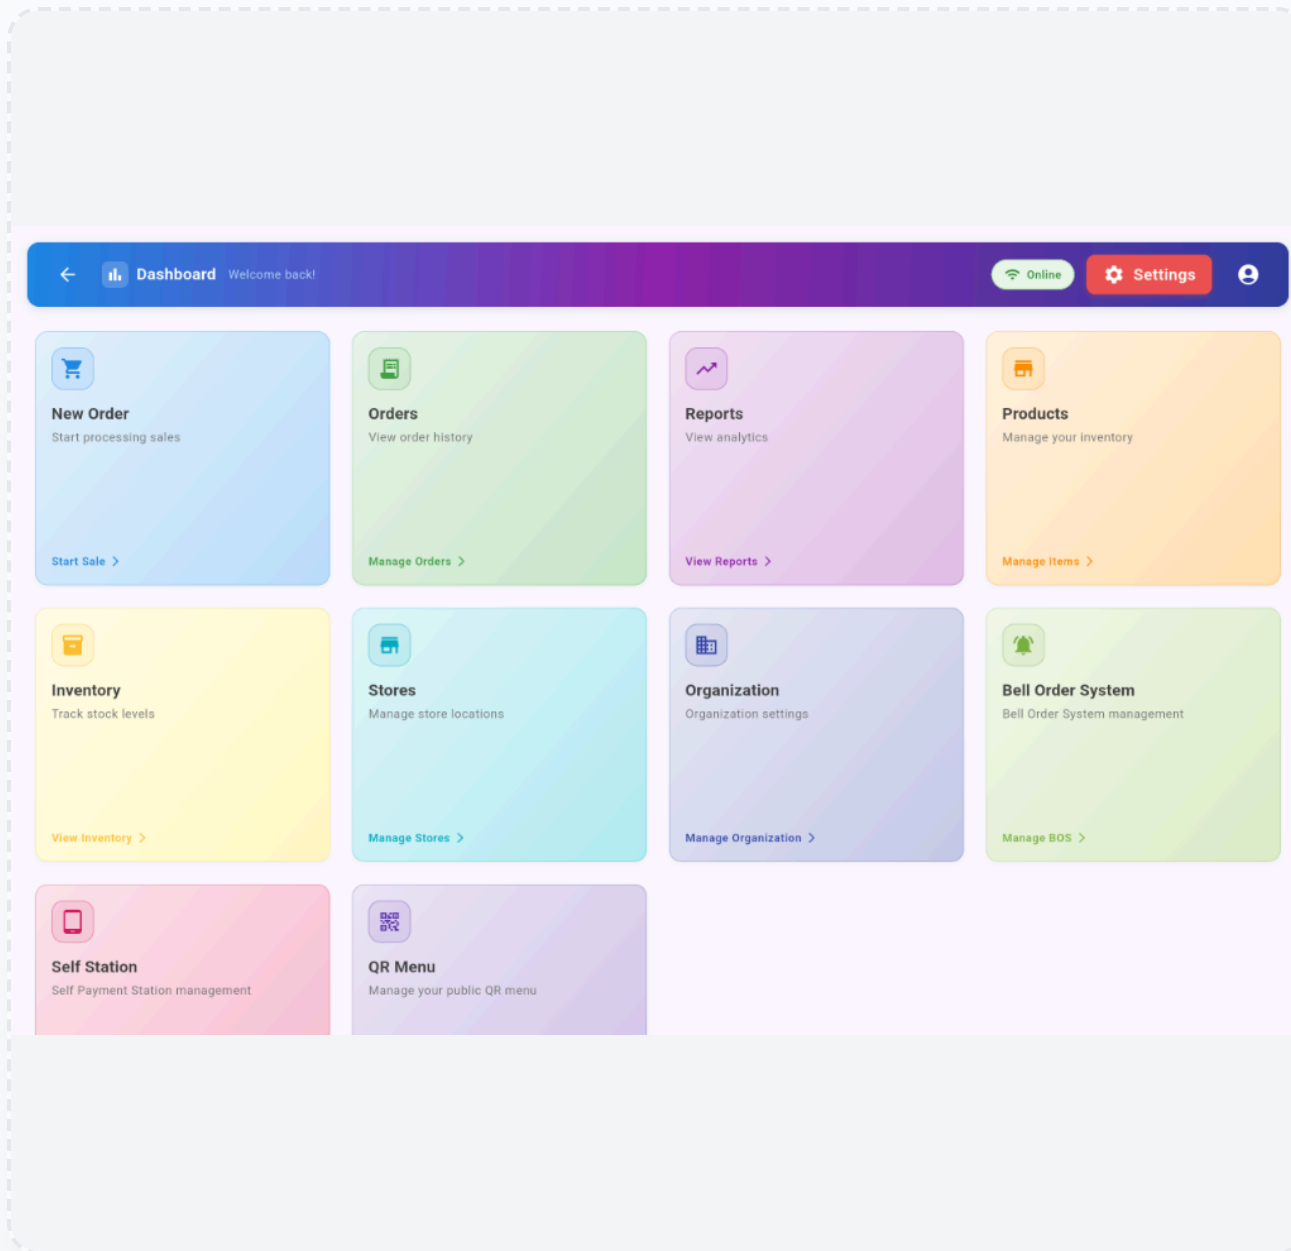 Dashboard Welcome back! Online Settings
New Order
Start processing sales
Start Sale
Orders
View order history
Manage Orders
Reports
View analytics
View Reports
Products
Manage your inventory
Manage Items
Inventory
Track stock levels
View Inventory
Stores
Manage store locations
Manage Stores
Organization
Organization settings
Manage Organization
Bell Order System
Bell Order System management
Manage BOS
Self Station
Self Payment Station management
QR Menu
Manage your public QR menu